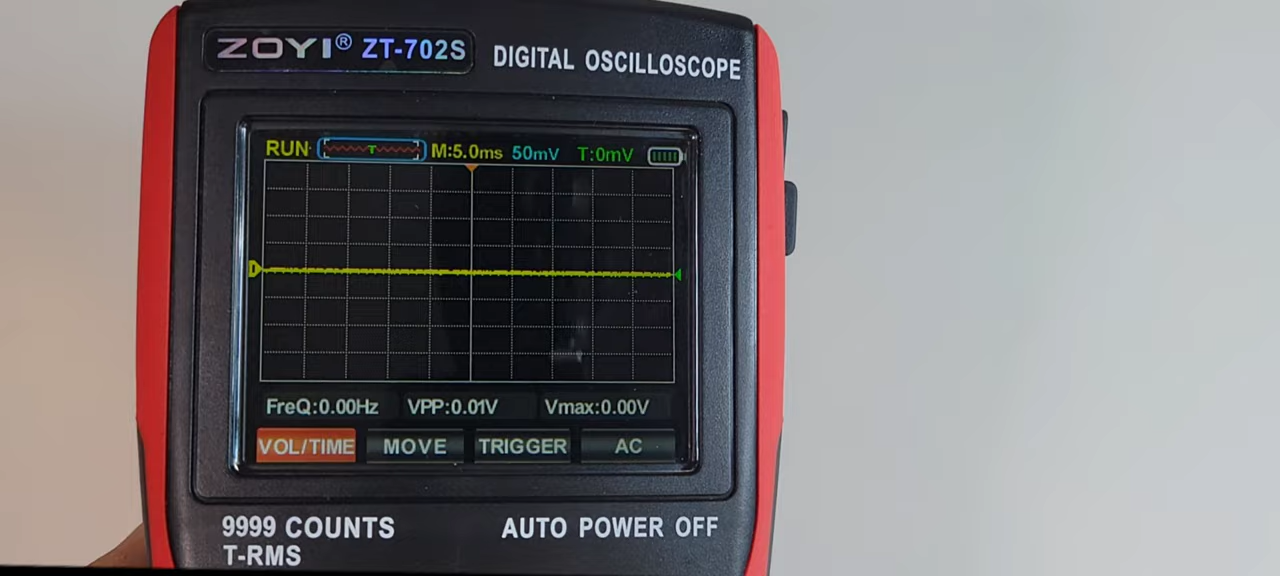 ZOYI® ZT-702S DIGITAL OSCILLOSCOPE
RUN T M:5.0ms 50mV T:0mV
D
FreQ:0.00Hz VPP:0.01V Vmax:0.00V
VOL/TIME MOVE TRIGGER AC
9999 COUNTS AUTO POWER OFF
T-RMS